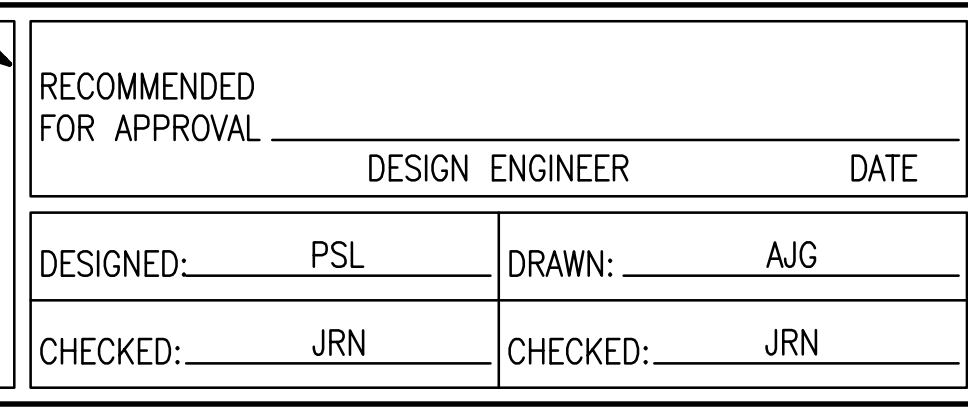 RECOMMENDED
FOR APPROVAL
DESIGN ENGINEER DATE
DESIGNED: PSL DRAWN: AJG
CHECKED: JRN CHECKED: JRN